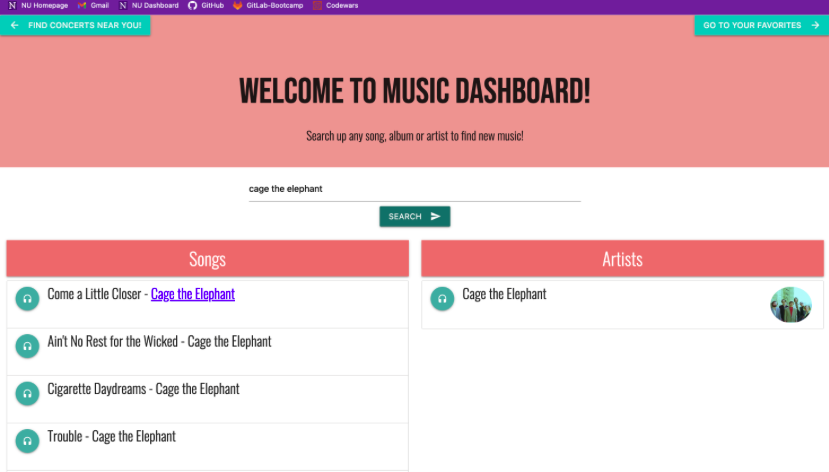 NU Homepage Gmail NU Dashboard GitHub GitLab-Bootcamp Codewars
FIND CONCERTS NEAR YOU! GO TO YOUR FAVORITES
WELCOME TO MUSIC DASHBOARD!
Search up any song, album or artist to find new music!
cage the elephant
SEARCH
Songs
Come a Little Closer - Cage the Elephant
Ain't No Rest for the Wicked - Cage the Elephant
Cigarette Daydreams - Cage the Elephant
Trouble - Cage the Elephant
Artists
Cage the Elephant